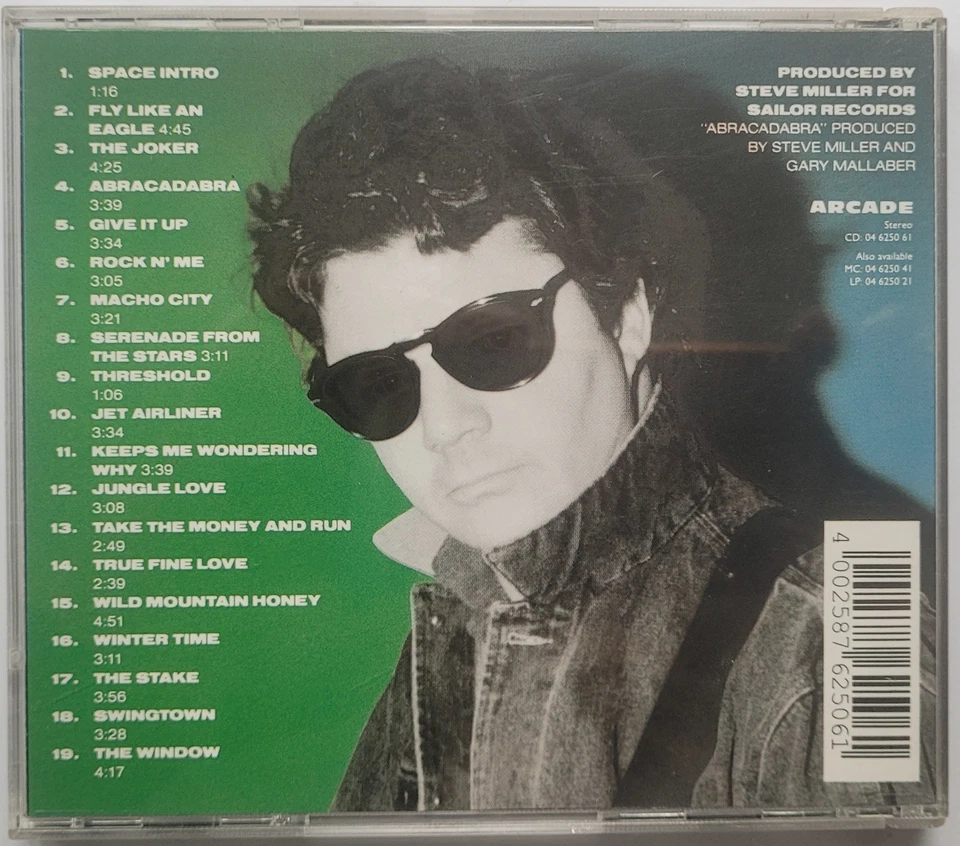 1. SPACE INTRO
1:16
2. FLY LIKE AN
EAGLE 4:45
3. THE JOKER
4:25
4. ABRACADABRA
3:39
5. GIVE IT UP
3:34
6. ROCK N' ME
3:05
7. MACHO CITY
3:21
8. SERENADE FROM
THE STARS 3:11
9. THRESHOLD
1:06
10. JET AIRLINER
3:34
11. KEEPS ME WONDERING
WHY 3:39
12. JUNGLE LOVE
3:08
13. TAKE THE MONEY AND RUN
2:49
14. TRUE FINE LOVE
2:39
15. WILD MOUNTAIN HONEY
4:51
16. WINTER TIME
3:11
17. THE STAKE
3:56
18. SWINGTOWN
3:28
19. THE WINDOW
4:17
PRODUCED BY
STEVE MILLER FOR
SAILOR RECORDS
"ABRACADABRA" PRODUCED
BY STEVE MILLER AND
GARY MALLABER
ARCADE
Stereo
CD: 04 6250 61
Also available
MC: 04 6250 41
LP: 04 6250 21
4 002587 625061